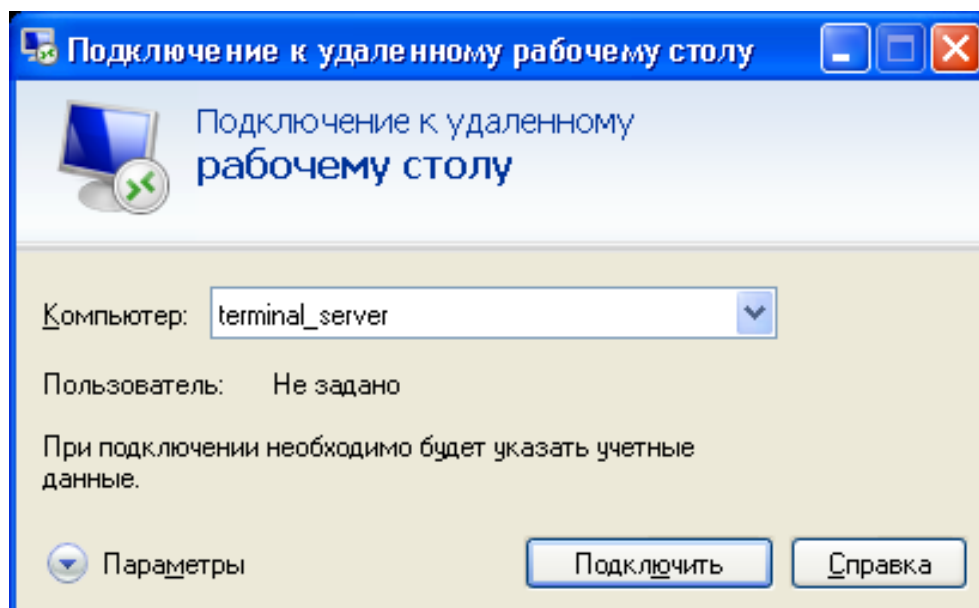 Подключение к удаленному рабочему столу
Подключение к удаленному
рабочему столу
Компьютер: terminal_server
Пользователь: Не задано
При подключении необходимо будет указать учетные
данные.
Параметры Подключить Справка